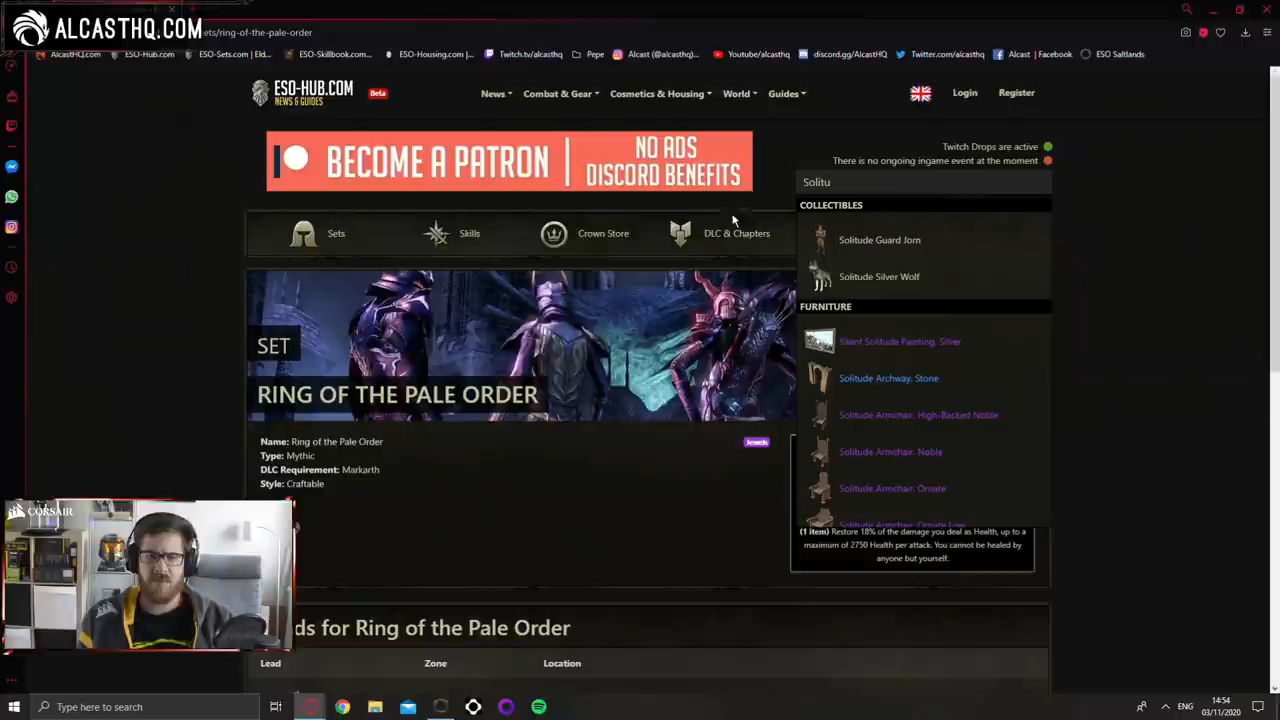 ALCASTHQ.COM
ets/ring-of-the-pale-order
AlcastHQ.com
ESO-Hub.com
ESO-Sets.com | Eld...
ESO-Skillbook.com...
ESO-Housing.com |...
Twitch.tv/alcasthq
Pepe
Alcast (@alcasthq)...
Youtube/alcasthq
discord.gg/AlcastHQ
Twitter.com/alcasthq
Alcast | Facebook
ESO Saltlands
ESO-HUB.COM
NEWS & GUIDES
Beta
News
Combat & Gear
Cosmetics & Housing
World
Guides
Login
Register
BECOME A PATRON
NO ADS
DISCORD BENEFITS
Twitch Drops are active
There is no ongoing ingame event at the moment
Solitu
Sets
Skills
Crown Store
DLC & Chapters
COLLECTIBLES
Solitude Guard Jorn
Solitude Silver Wolf
FURNITURE
Silent Solitude Painting, Silver
Solitude Archway, Stone
Solitude Armchair, High-Backed Noble
Solitude Armchair, Noble
Solitude Armchair, Ornate
Solitude Armchair, Ornate Low
SET
RING OF THE PALE ORDER
Name: Ring of the Pale Order
Type: Mythic
DLC Requirement: Markarth
Style: Craftable
Jewels
(1 item) Restore 18% of the damage you deal as Health, up to a
maximum of 2750 Health per attack. You cannot be healed by
anyone but yourself.
CORSAIR
ds for Ring of the Pale Order
Lead
Zone
Location
Type here to search
ENG
14:54
03/11/2020